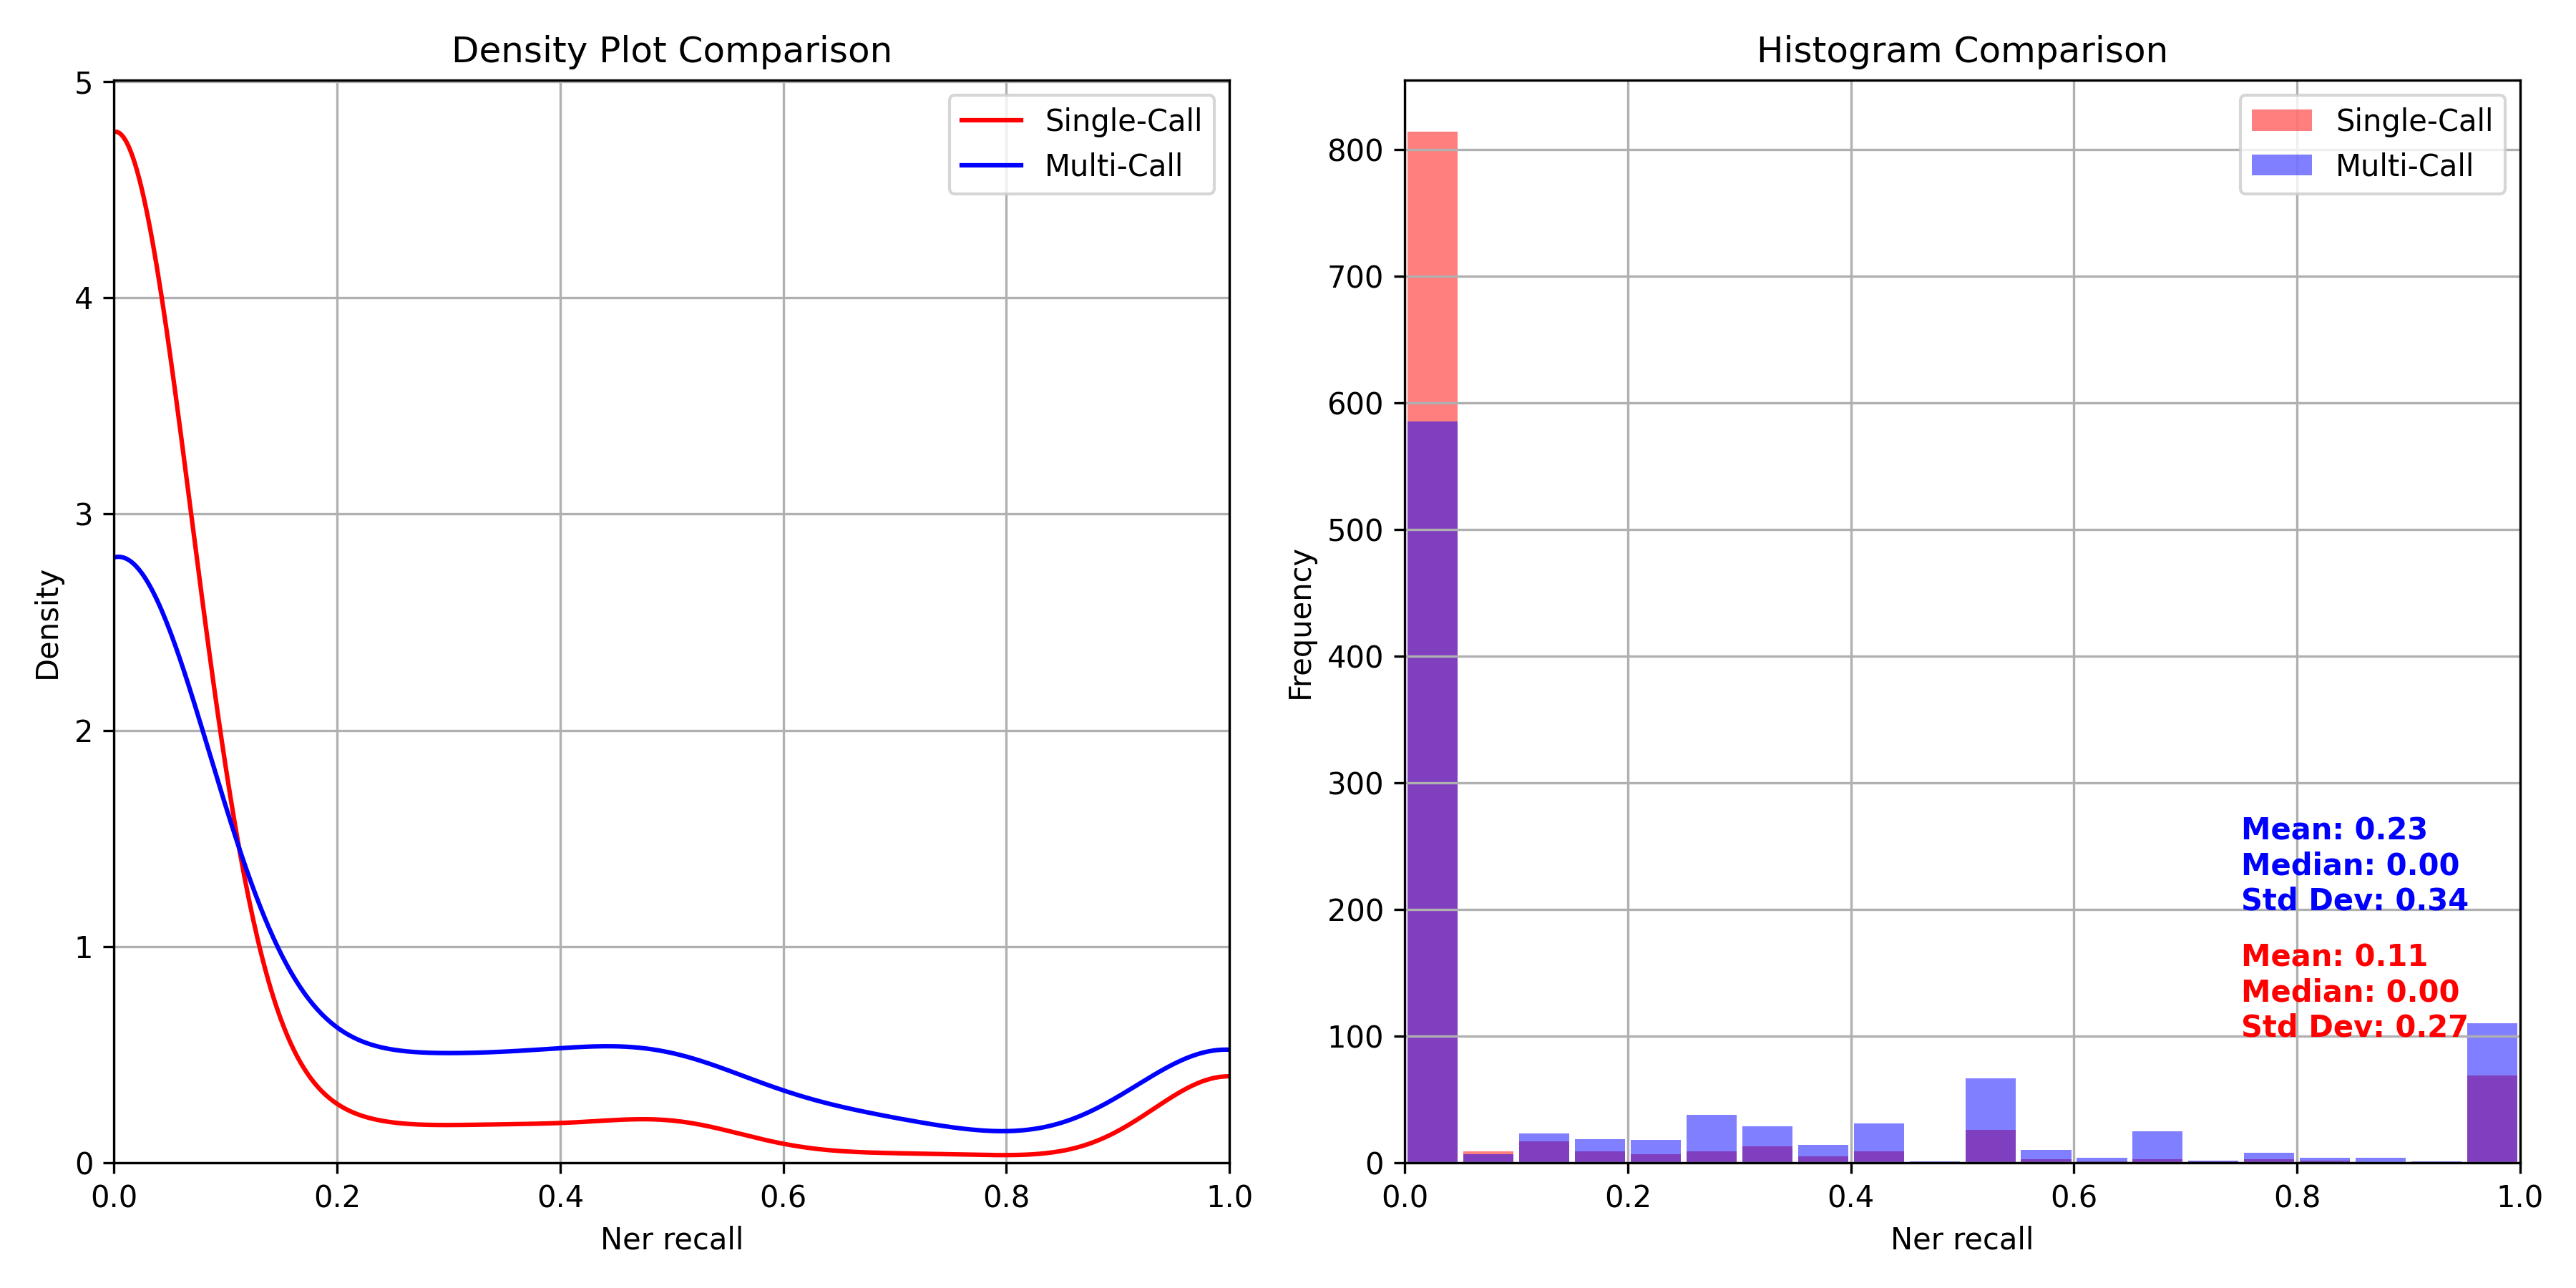 Density Plot Comparison
5
4
3
2
1
0
Density
0.0 0.2 0.4 0.6 0.8 1.0
Ner recall
Single-Call
Multi-Call
Histogram Comparison
800
700
600
500
400
300
200
100
0
Frequency
0.0 0.2 0.4 0.6 0.8 1.0
Ner recall
Single-Call
Multi-Call
Mean: 0.23
Median: 0.00
Std Dev: 0.34
Mean: 0.11
Median: 0.00
Std Dev: 0.27